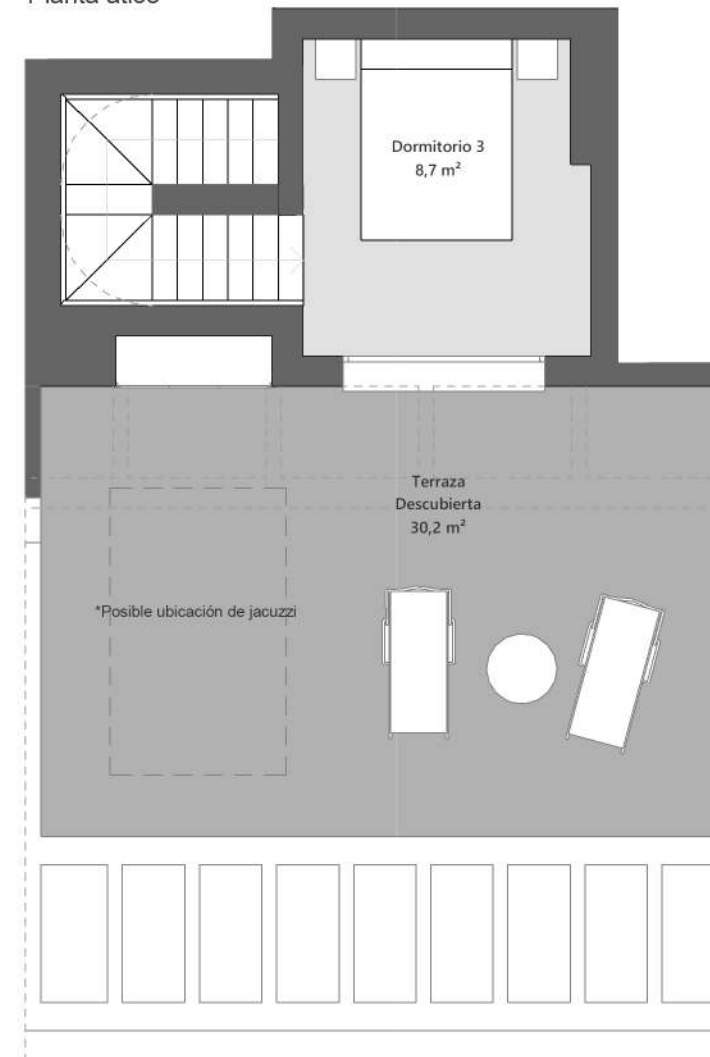 Planta ático
Dormitorio 3
8,7 m²
Terraza
Descubierta
30,2 m²
*Posible ubicación de jacuzzi